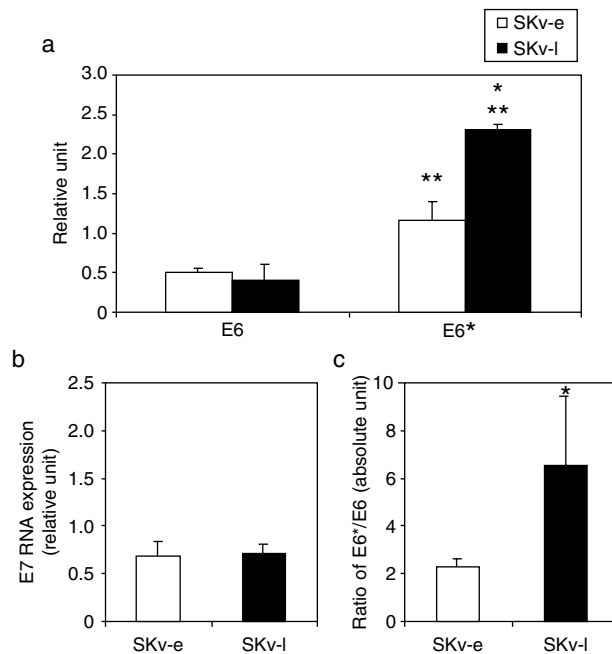 SKv-e
SKv-l
a
3.0
2.5
2.0
1.5
1.0
0.5
0
Relative unit
*
**
**
E6
E6*
b
2.5
2.0
1.5
1.0
0.5
0
E7 RNA expression
(relative unit)
SKv-e
SKv-l
c
10
8
6
4
2
0
Ratio of E6*/E6 (absolute unit)
*
SKv-e
SKv-l